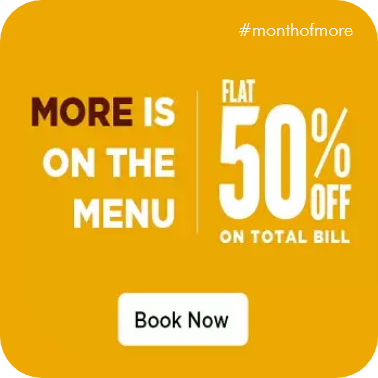 #monthofmore
MORE IS
ON THE
MENU
FLAT
50%
OFF
ON TOTAL BILL
Book Now